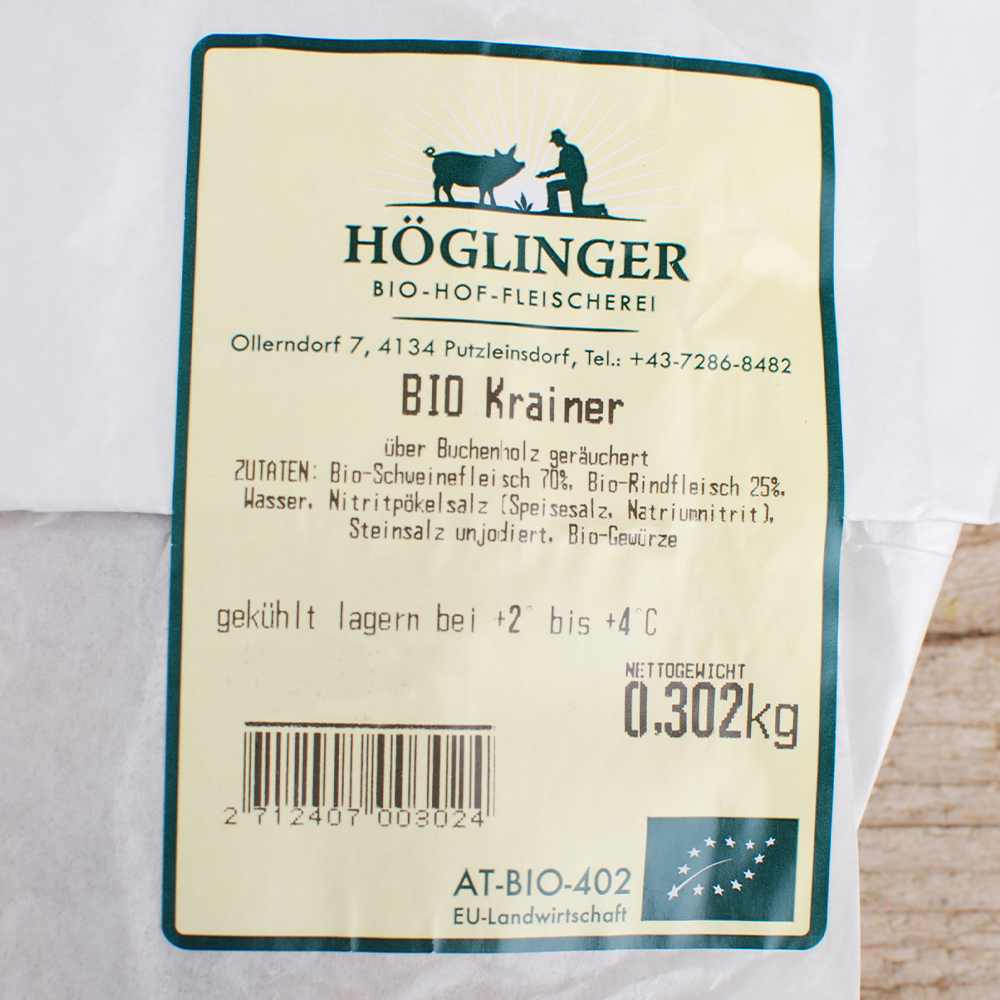 HÖGLINGER
BIO-HOF-FLEISCHEREI
Ollerndorf 7, 4134 Putzleinsdorf, Tel.: +43-7286-8482
BIO Krainer
über Buchenholz geräuchert
ZUTATEN: Bio-Schweinefleisch 70%, Bio-Rindfleisch 25%,
Wasser, Nitritpökelsalz (Speisesalz, Natriumnitrit),
Steinsalz unjodiert, Bio-Gewürze
gekühlt lagern bei +2° bis +4°C
NETTOGEWICHT
0,302kg
2 712407 003024
AT-BIO-402
EU-Landwirtschaft